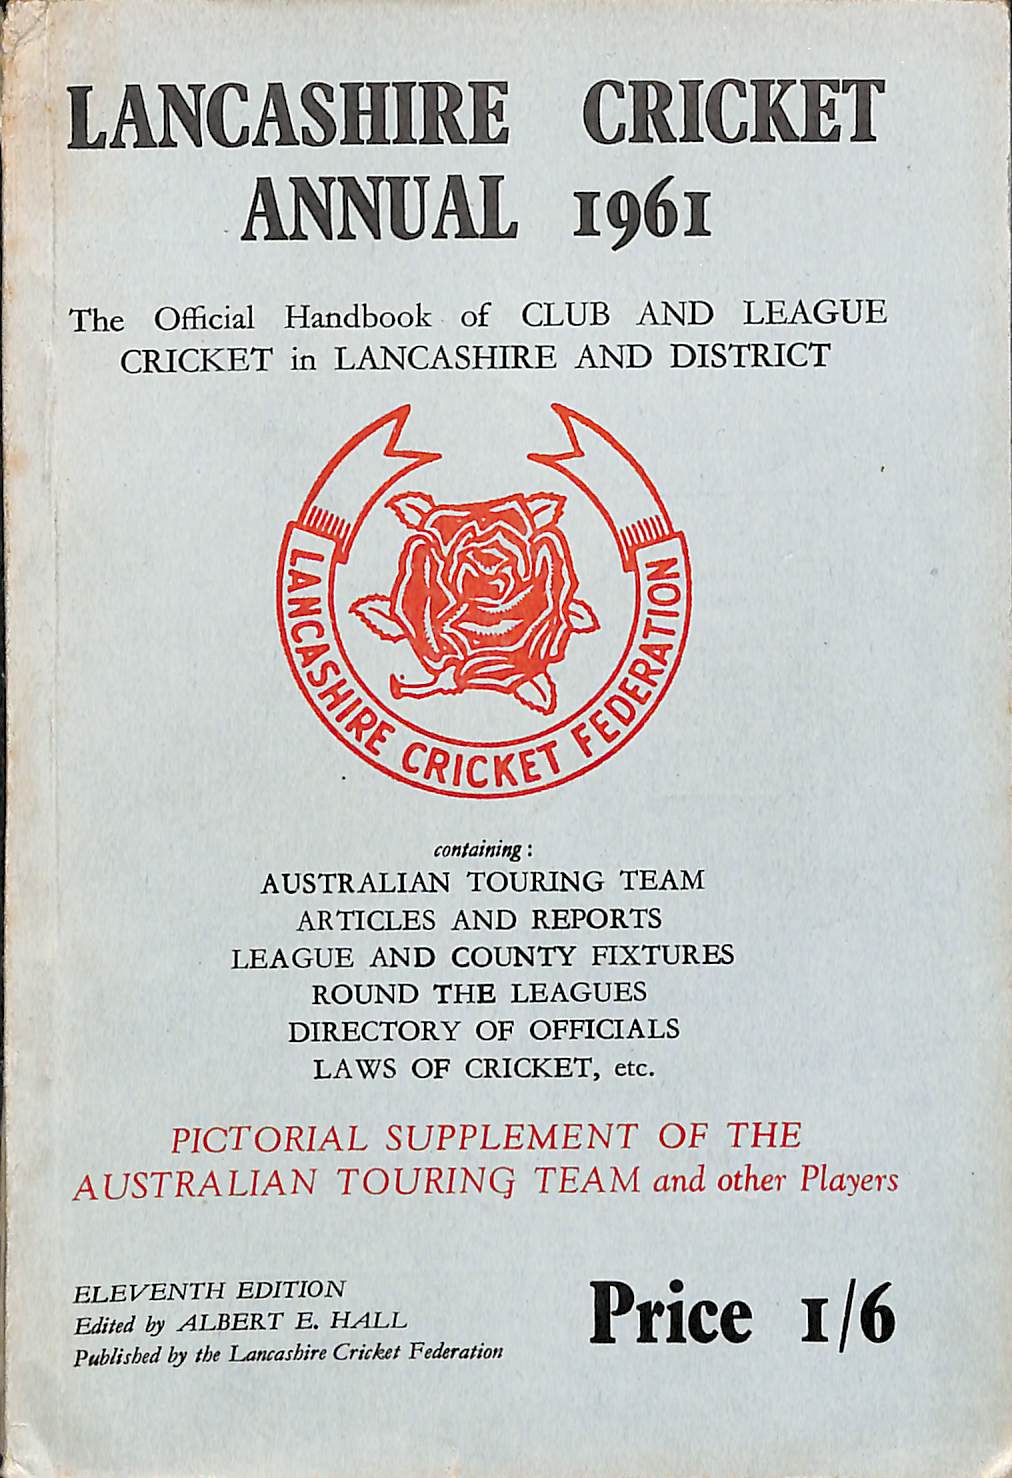 LANCASHIRE CRICKET
ANNUAL 1961
The Official Handbook of CLUB AND LEAGUE
CRICKET in LANCASHIRE AND DISTRICT
LANCASHIRE CRICKET FEDERATION
containing:
AUSTRALIAN TOURING TEAM
ARTICLES AND REPORTS
LEAGUE AND COUNTY FIXTURES
ROUND THE LEAGUES
DIRECTORY OF OFFICIALS
LAWS OF CRICKET, etc.
PICTORIAL SUPPLEMENT OF THE
AUSTRALIAN TOURING TEAM and other Players
ELEVENTH EDITION
Edited by ALBERT E. HALL
Published by the Lancashire Cricket Federation
Price 1/6